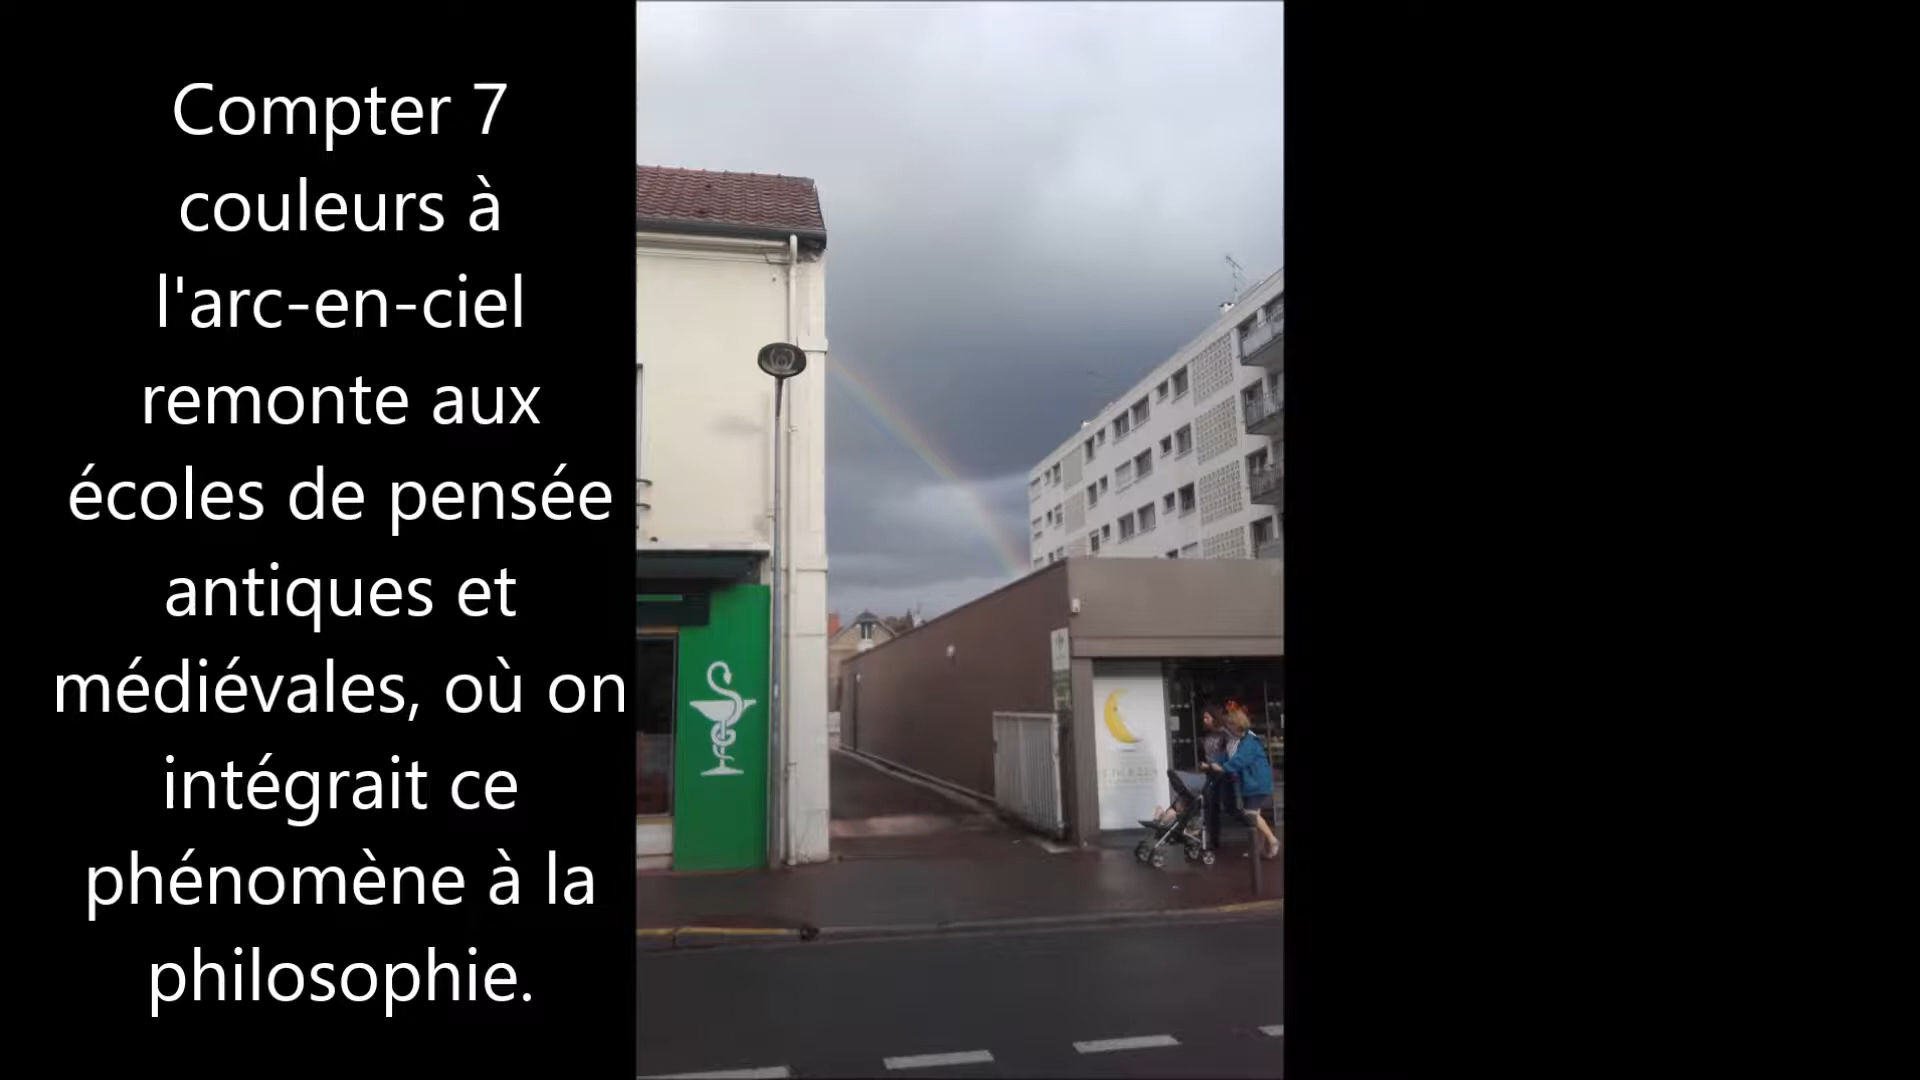 Compter 7
couleurs à
l'arc-en-ciel
remonte aux
écoles de pensée
antiques et
médiévales, où on
intégrait ce
phénomène à la
philosophie.